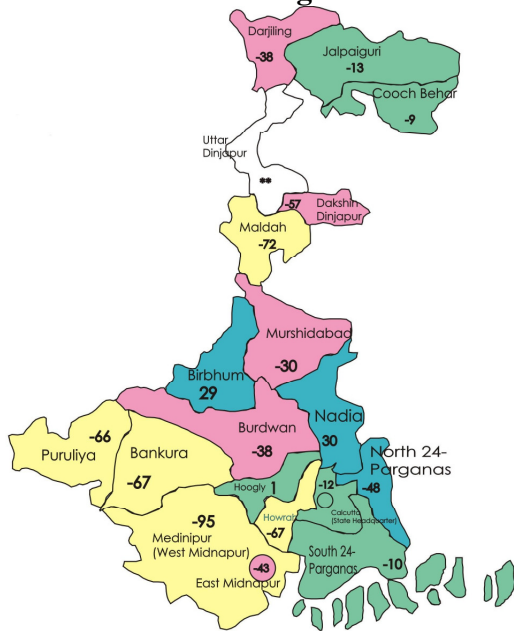 Darjiling
-38
Jalpaiguri
-13
Cooch Behar
-9
Uttar
Dinjapur
**
-57
Dakshin
Dinjapur
Maldah
-72
Murshidabad
-30
Birbhum
29
Burdwan
-38
Nadia
30
-66
Puruliya
Bankura
-67
North 24-
Parganas
-48
Hoogly 1
-12
Calcutta
(State Headquarter)
Howrah
-67
-95
Medinipur
(West Midnapur)
-43
East Midnapur
South 24-
Parganas
-10